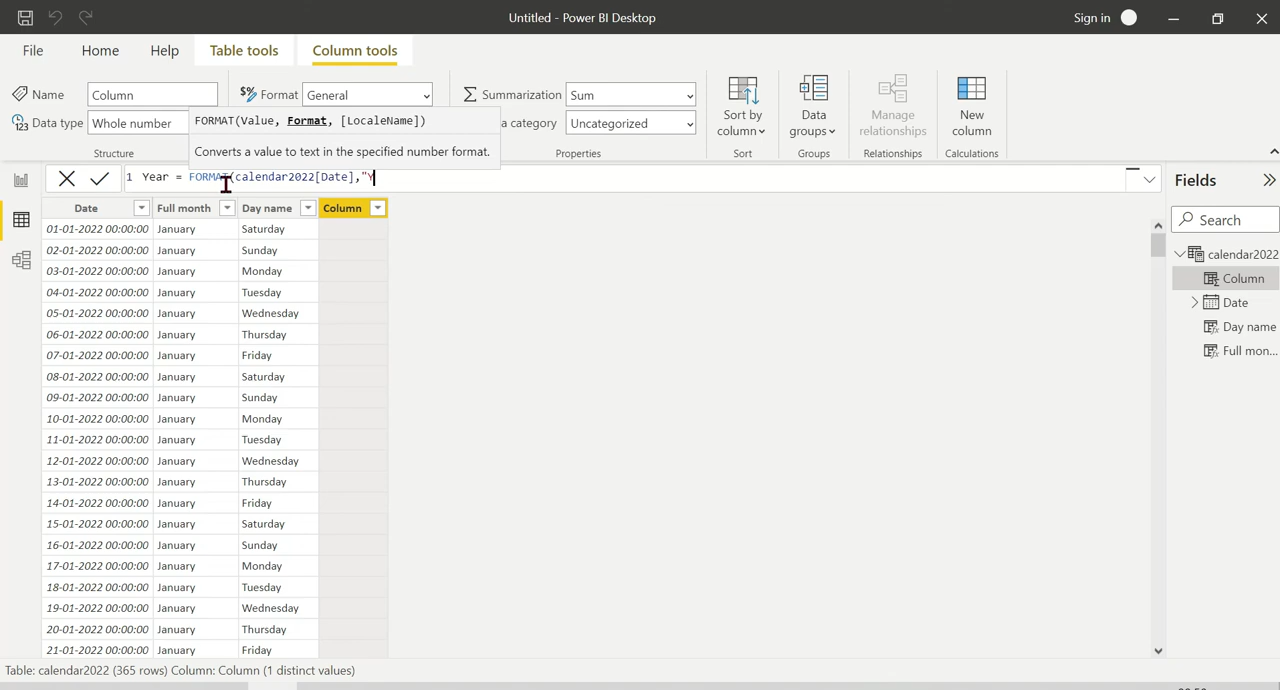 Untitled - Power BI Desktop
Sign in
File
Home
Help
Table tools
Column tools
Name
Column
Format
General
Summarization
Sum
Data type
Whole number
a category
Uncategorized
Sort by
column
Data
groups
Manage
relationships
New
column
Structure
Properties
Sort
Groups
Relationships
Calculations
FORMAT(Value, Format, [LocaleName])
Converts a value to text in the specified number format.
1 Year = FORMAT(calendar2022[Date],"Y
Date Full month Day name Column
01-01-2022 00:00:00 January Saturday
02-01-2022 00:00:00 January Sunday
03-01-2022 00:00:00 January Monday
04-01-2022 00:00:00 January Tuesday
05-01-2022 00:00:00 January Wednesday
06-01-2022 00:00:00 January Thursday
07-01-2022 00:00:00 January Friday
08-01-2022 00:00:00 January Saturday
09-01-2022 00:00:00 January Sunday
10-01-2022 00:00:00 January Monday
11-01-2022 00:00:00 January Tuesday
12-01-2022 00:00:00 January Wednesday
13-01-2022 00:00:00 January Thursday
14-01-2022 00:00:00 January Friday
15-01-2022 00:00:00 January Saturday
16-01-2022 00:00:00 January Sunday
17-01-2022 00:00:00 January Monday
18-01-2022 00:00:00 January Tuesday
19-01-2022 00:00:00 January Wednesday
20-01-2022 00:00:00 January Thursday
21-01-2022 00:00:00 January Friday
Fields
Search
calendar2022
Column
Date
Day name
Full mon...
Table: calendar2022 (365 rows) Column: Column (1 distinct values)